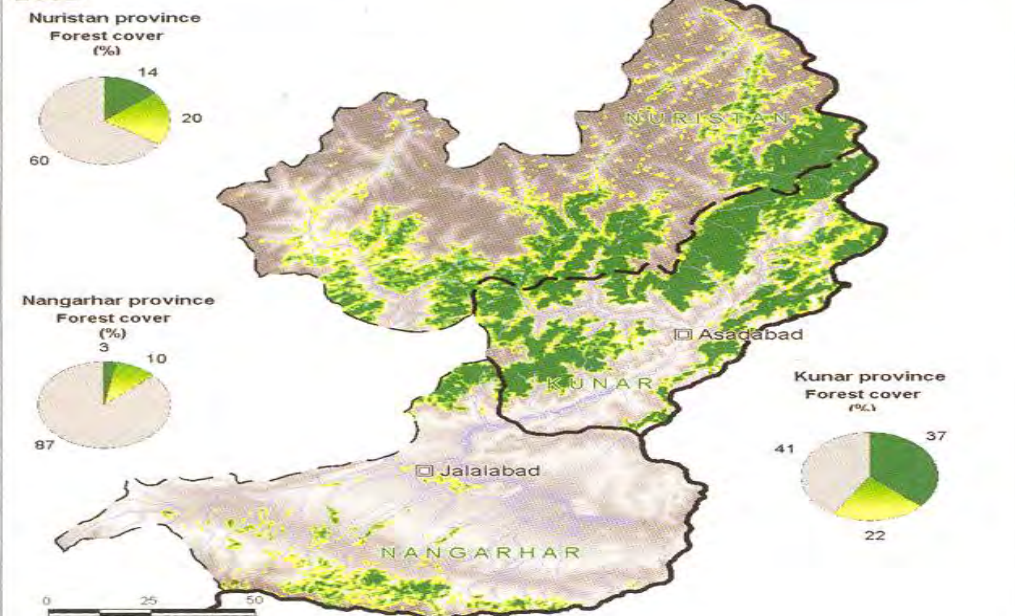 Nuristan province
Forest cover
(%)
14
20
60
NURISTAN
Nangarhar province
Forest cover
(%)
3
10
87
Asadabad
KUNAR
Kunar province
Forest cover
(%)
41
37
22
Jalalabad
NANGARHAR
0 25 50